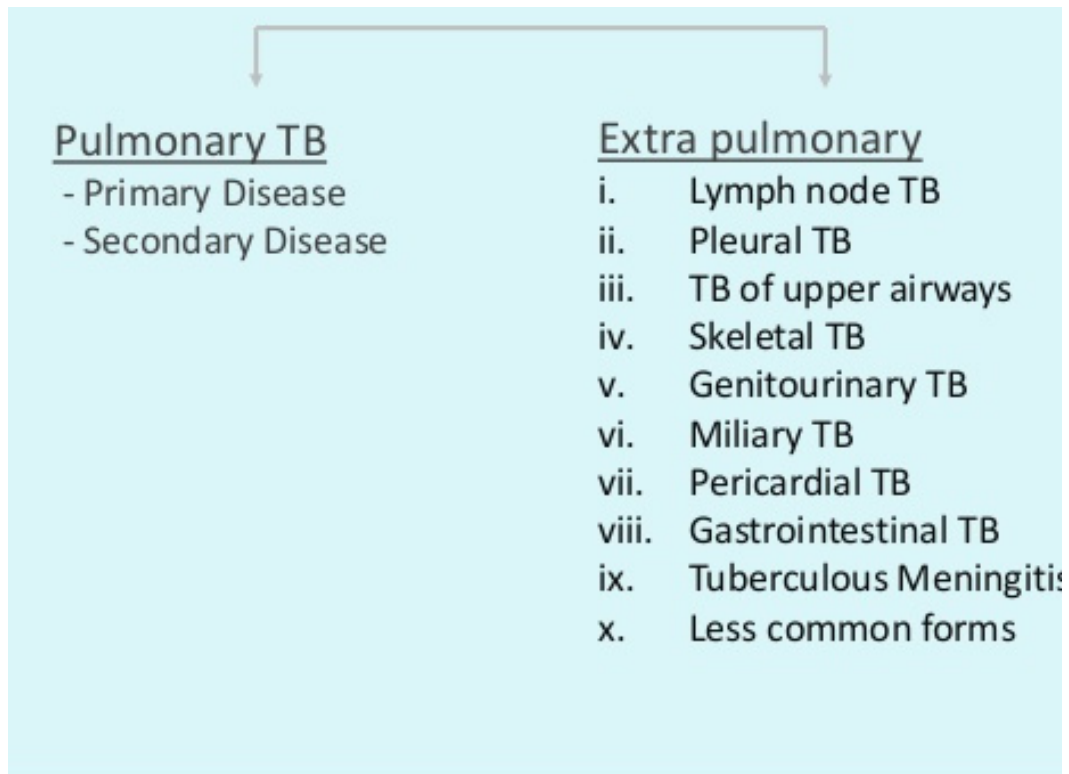 Pulmonary TB
- Primary Disease
- Secondary Disease
Extra pulmonary
i. Lymph node TB
ii. Pleural TB
iii. TB of upper airways
iv. Skeletal TB
v. Genitourinary TB
vi. Miliary TB
vii. Pericardial TB
viii. Gastrointestinal TB
ix. Tuberculous Meningitis
x. Less common forms